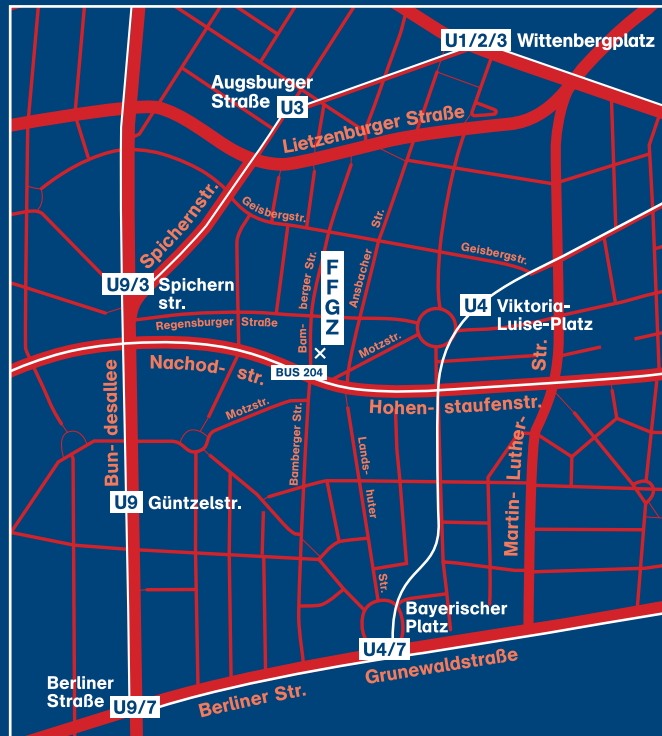 U1/2/3 Wittenbergplatz
Augsburger
Straße U3
Lietzenburger Straße
Spichernstr.
Geisbergstr.
Geisbergstr.
Ansbacher Str.
Bam- berger Str.
F
F
G
Z
U9/3 Spichern
str.
U4 Viktoria-
Luise-Platz
Regensburger Straße
Motzstr.
Nachod- str.
BUS 204
Hohen- staufenstr.
Motzstr.
Bamberger Str.
Lands- huter Str.
Bun- desallee
Martin- Luther- Str.
U9 Güntzelstr.
Bayerischer
Platz
U4/7
Grunewaldstraße
Berliner
Straße U9/7
Berliner Str.